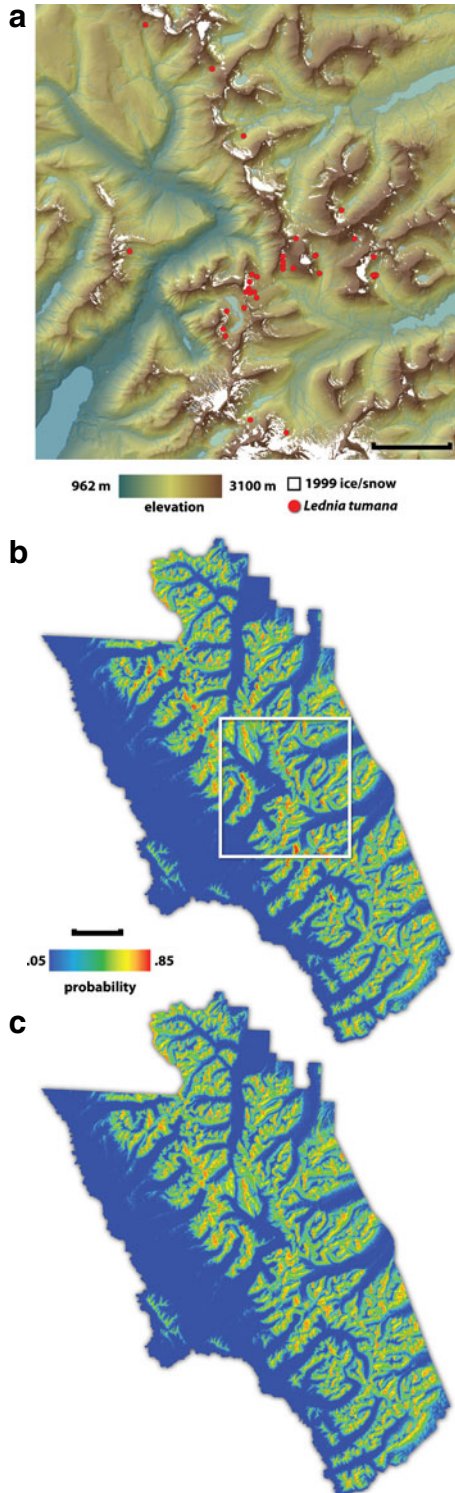 a
962 m 3100 m 1999 ice/snow
elevation Lednia tumana
b
.05 .85
probability
c